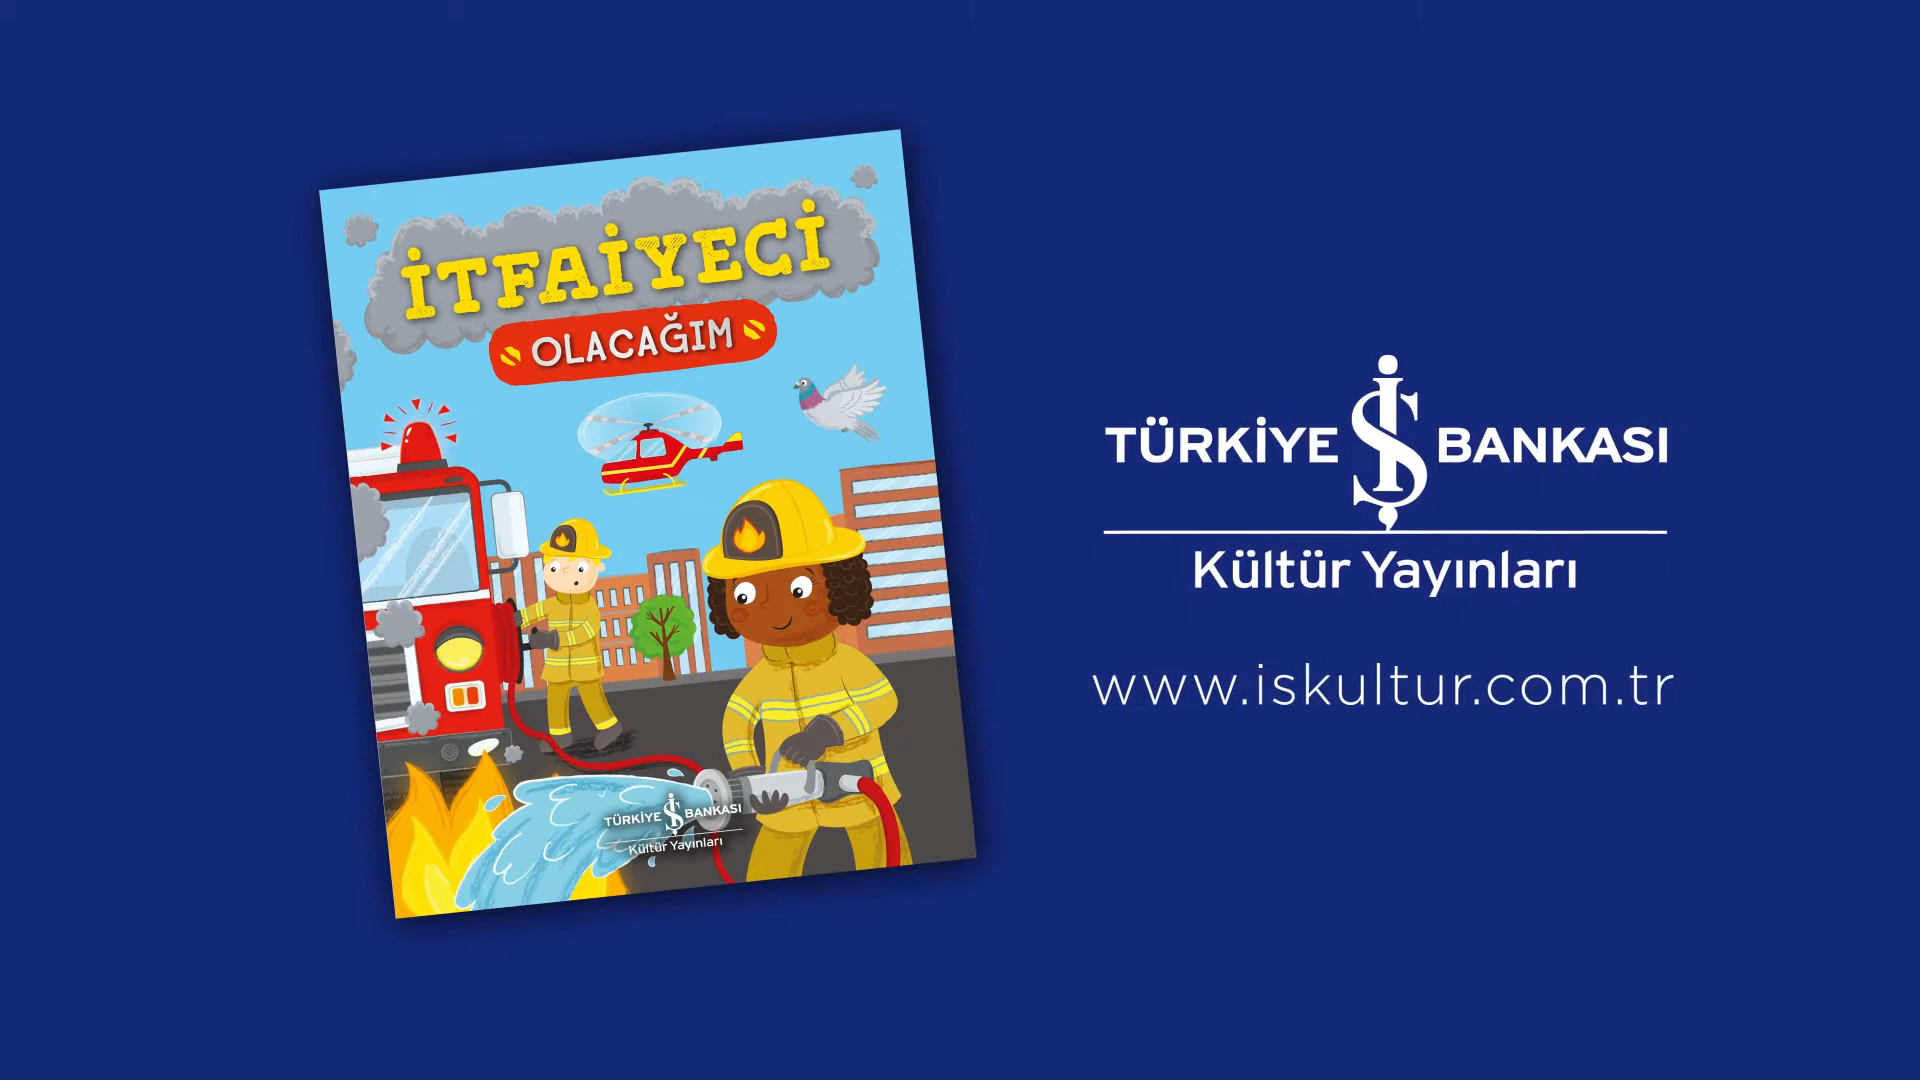 İTFAİYECİ
OLACAĞIM
TÜRKİYE İŞ BANKASI
Kültür Yayınları
TÜRKİYE İŞ BANKASI
Kültür Yayınları
www.iskultur.com.tr